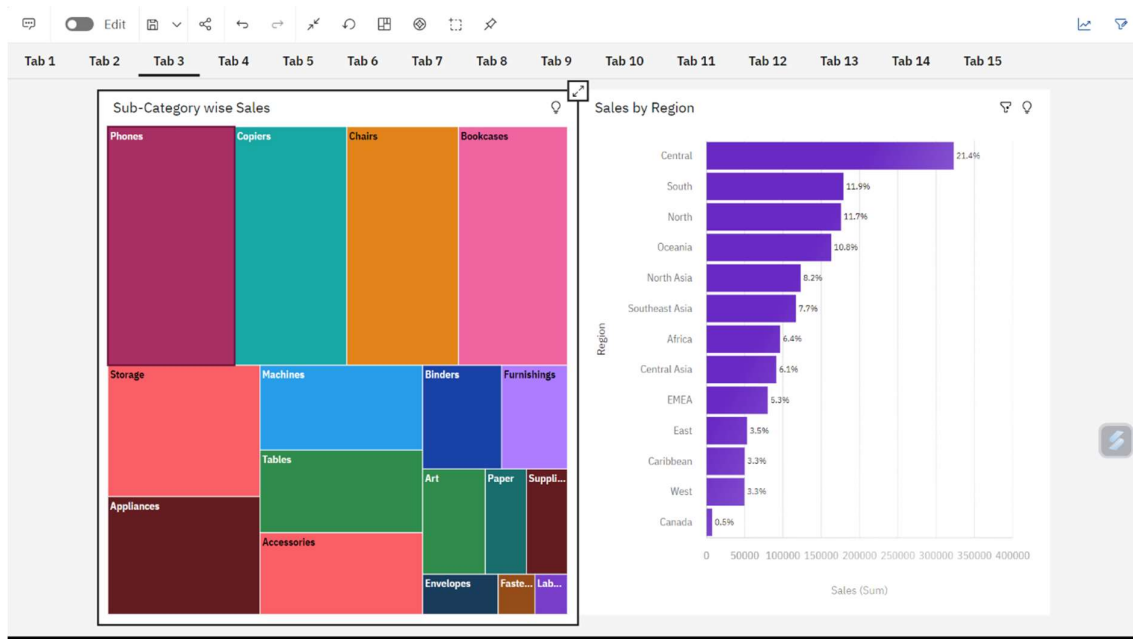 Edit
Tab 1 Tab 2 Tab 3 Tab 4 Tab 5 Tab 6 Tab 7 Tab 8 Tab 9 Tab 10 Tab 11 Tab 12 Tab 13 Tab 14 Tab 15
Sub-Category wise Sales
Phones
Copiers
Chairs
Bookcases
Storage
Machines
Binders
Furnishings
Tables
Art
Paper
Suppli...
Appliances
Accessories
Envelopes
Faste...
Lab...
Sales by Region
Region
Central 21.4%
South 11.9%
North 11.7%
Oceania 10.8%
North Asia 8.2%
Southeast Asia 7.7%
Africa 6.4%
Central Asia 6.1%
EMEA 5.3%
East 3.5%
Caribbean 3.3%
West 3.3%
Canada 0.5%
0 50000 100000 150000 200000 250000 300000 350000 400000
Sales (Sum)